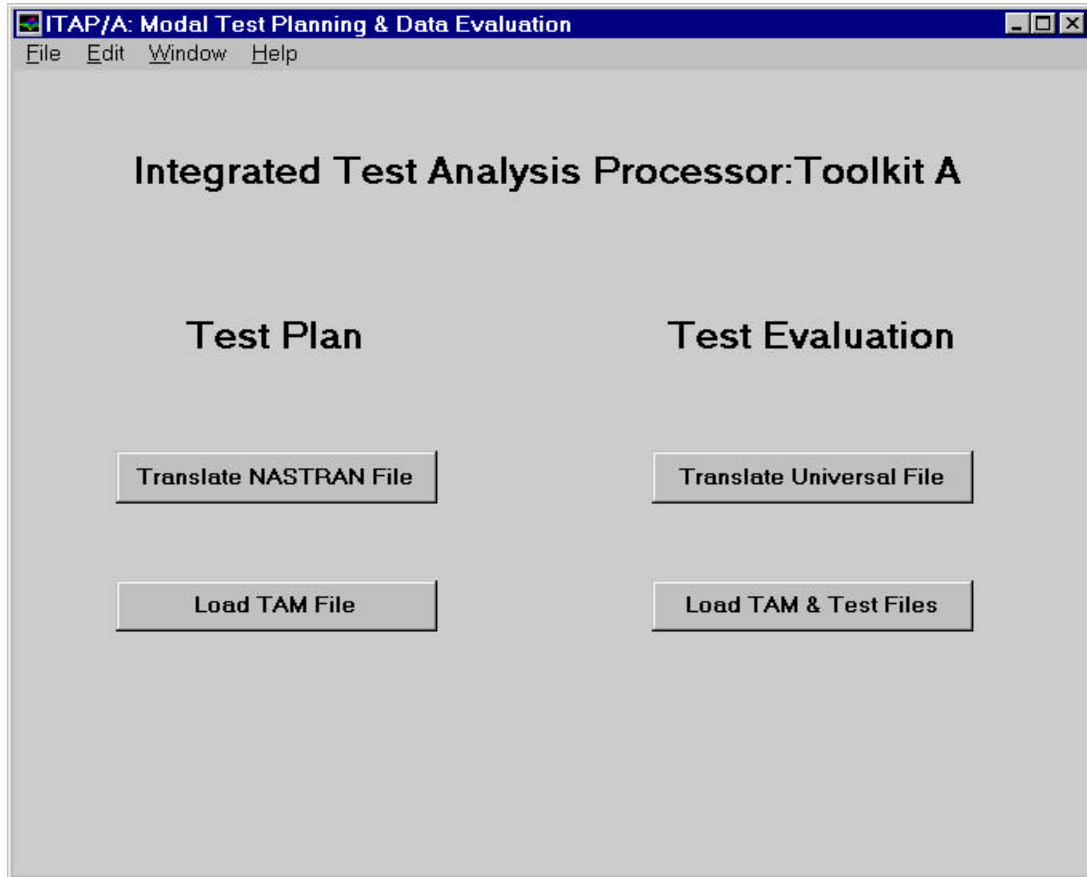 ITAP/A: Modal Test Planning & Data Evaluation
File Edit Window Help
Integrated Test Analysis Processor:Toolkit A
Test Plan
Test Evaluation
Translate NASTRAN File
Translate Universal File
Load TAM File
Load TAM & Test Files